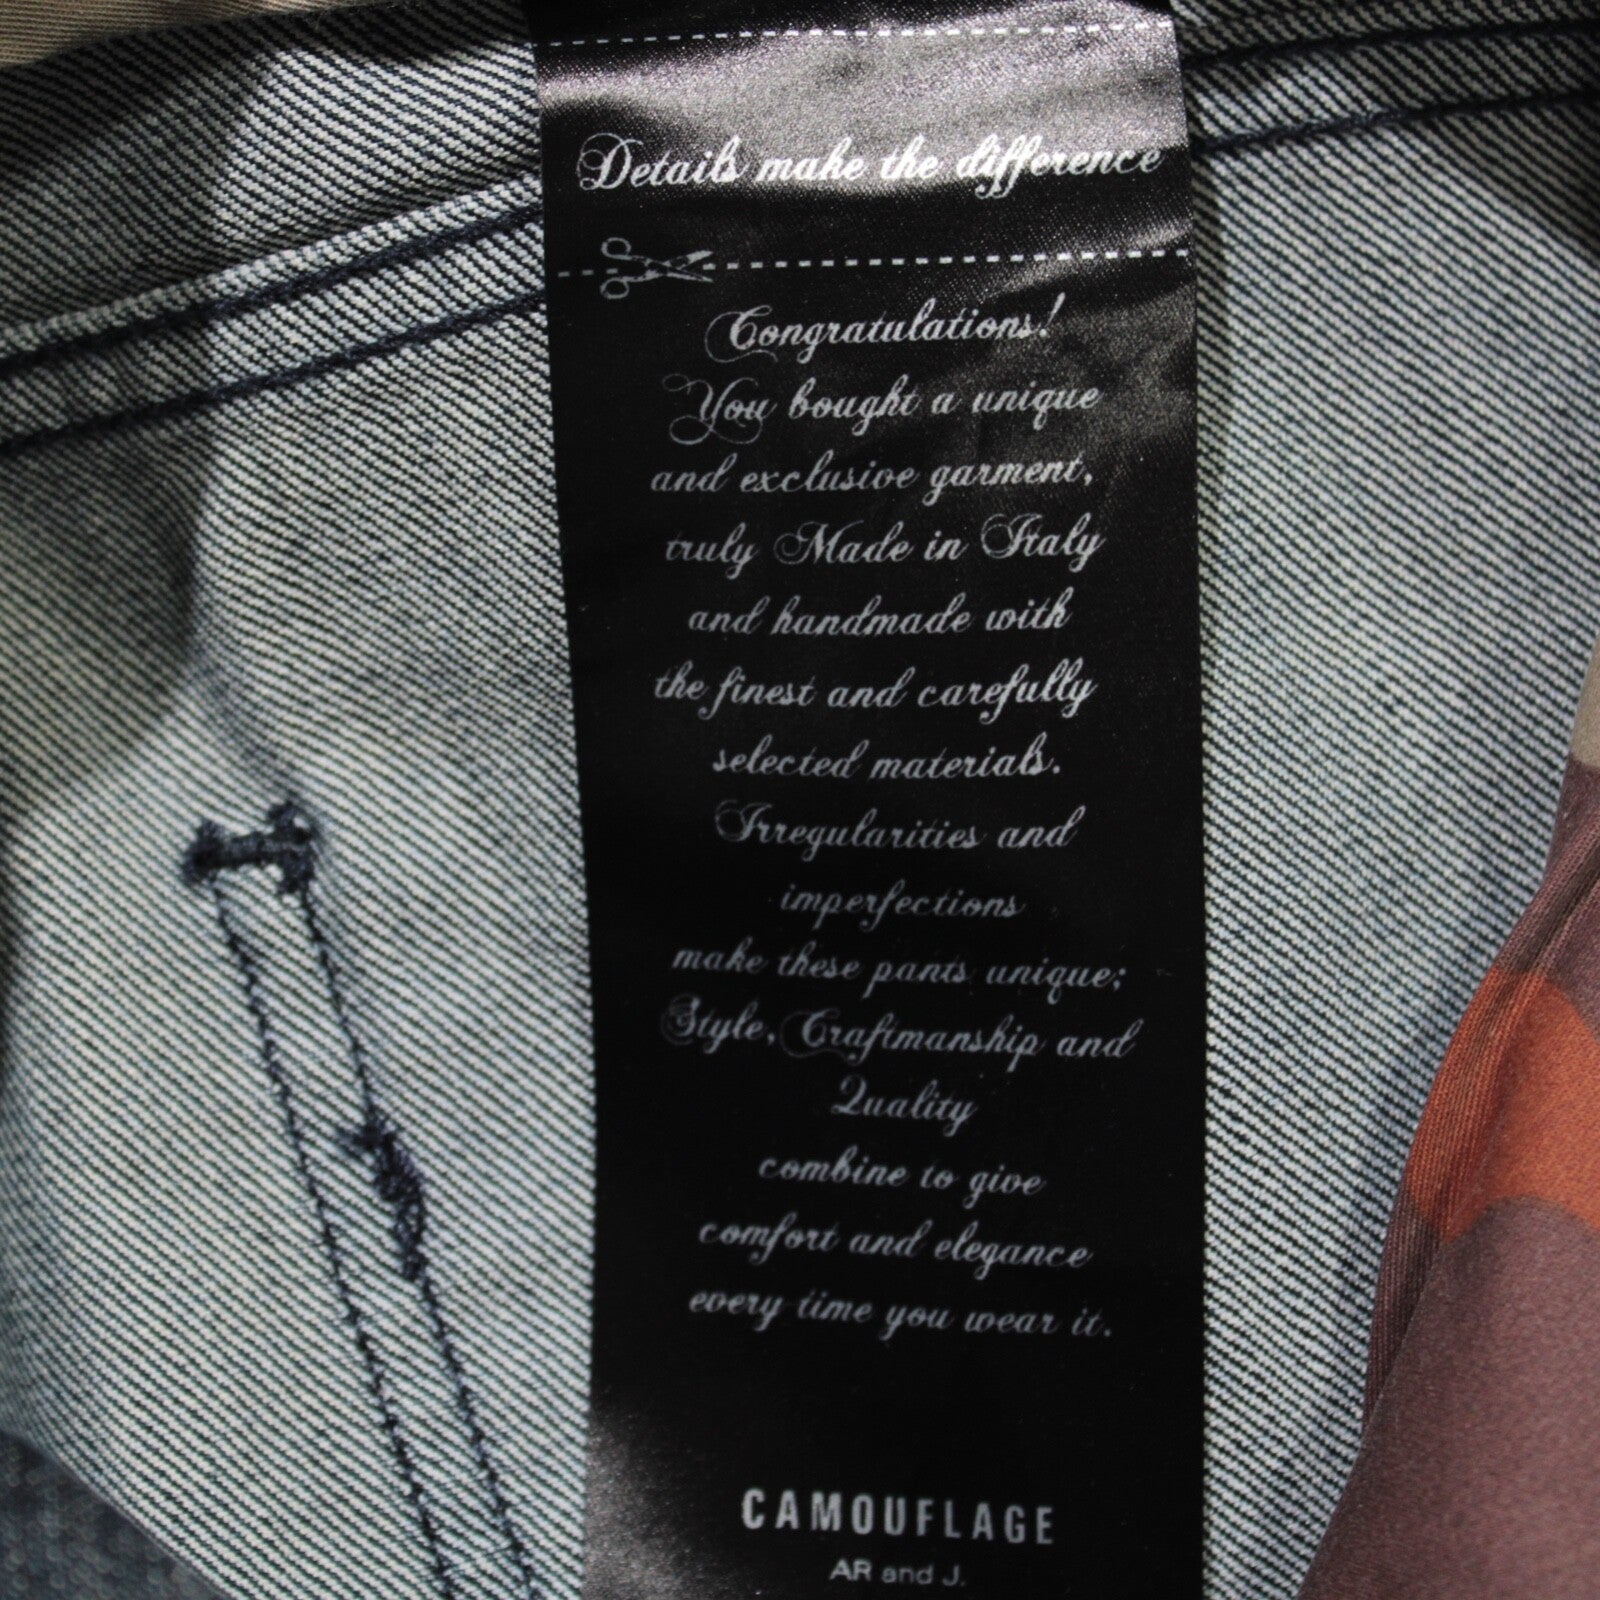 Details make the difference
Congratulations!
You bought a unique
and exclusive garment,
truly Made in Italy
and handmade with
the finest and carefully
selected materials.
Irregularities and
imperfections
make these pants unique;
Style, Craftmanship and
Quality
combine to give
comfort and elegance
every time you wear it.
CAMOUFLAGE
AR and J.